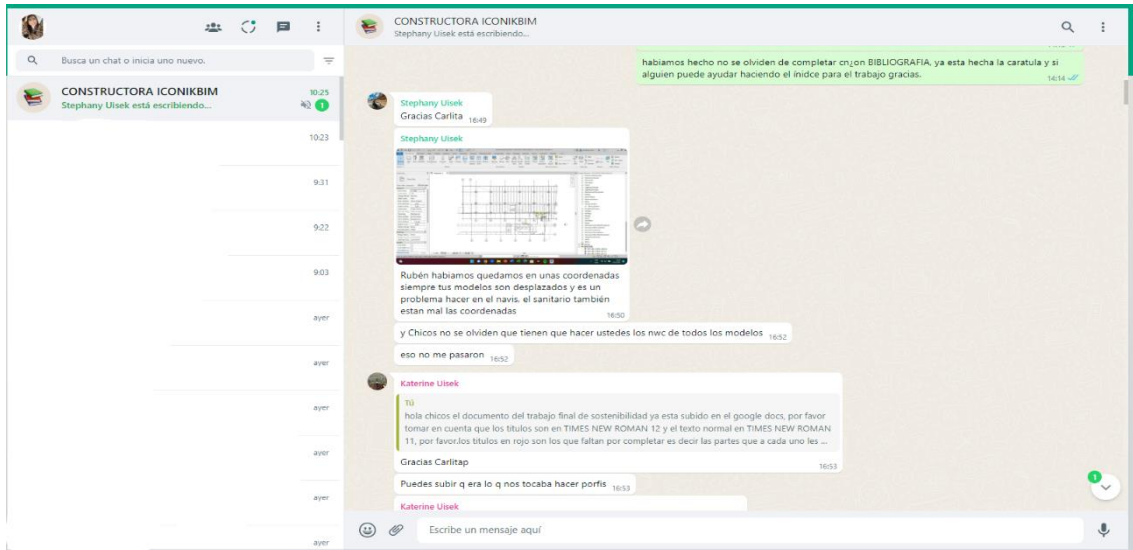 CONSTRUCTORA ICONIKBIM
Stephany Uisek está escribiendo...
Busca un chat o inicia uno nuevo.
CONSTRUCTORA ICONIKBIM
10:25
Stephany Uisek está escribiendo...
1
10:23
9:31
9:22
9:03
ayer
ayer
ayer
ayer
ayer
ayer
habiamos hecho no se olviden de completar cn¿on BIBLIOGRAFIA, ya esta hecha la caratula y si
alguien puede ayudar haciendo el ínidce para el trabajo gracias.
14:14
Stephany Uisek
Gracias Carlita
16:49
Stephany Uisek
Rubén habiamos quedamos en unas coordenadas
siempre tus modelos son desplazados y es un
problema hacer en el navis. el sanitario también
estan mal las coordenadas
16:50
y Chicos no se olviden que tienen que hacer ustedes los nwc de todos los modelos
16:52
eso no me pasaron
16:52
Katerine Uisek
Tú
hola chicos el documento del trabajo final de sostenibilidad ya esta subido en el google docs, por favor
tomar en cuenta que los titulos son en TIMES NEW ROMAN 12 y el texto normal en TIMES NEW ROMAN
11, por favor.los titulos en rojo son los que faltan por completar es decir las partes que a cada uno les ...
Gracias Carlitap
16:53
Puedes subir q era lo q nos tocaba hacer porfis
16:53
Katerine Uisek
1
Escribe un mensaje aquí